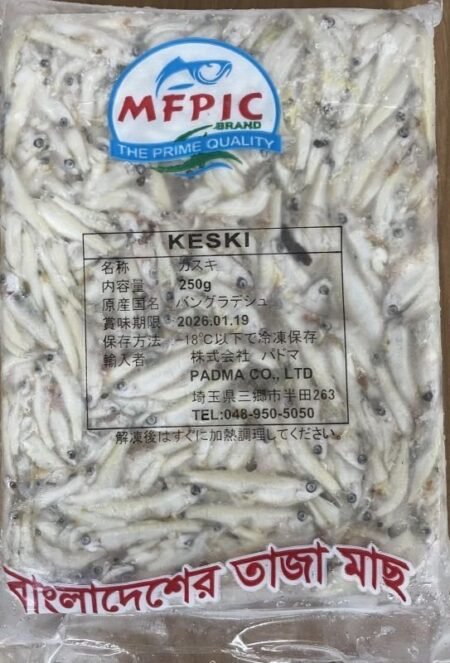 MFPIC
BRAND
THE PRIME QUALITY
KESKI
名称 カスキ
内容量 250g
原産国名 バングラデシュ
賞味期限 2026.01.19
保存方法 -18℃以下で冷凍保存
輸入者 株式会社 パドマ
PADMA CO., LTD
埼玉県三郷市半田263
TEL:048-950-5050
解凍後はすぐに加熱調理してください。
বাংলাদেশের তাজা মাছ